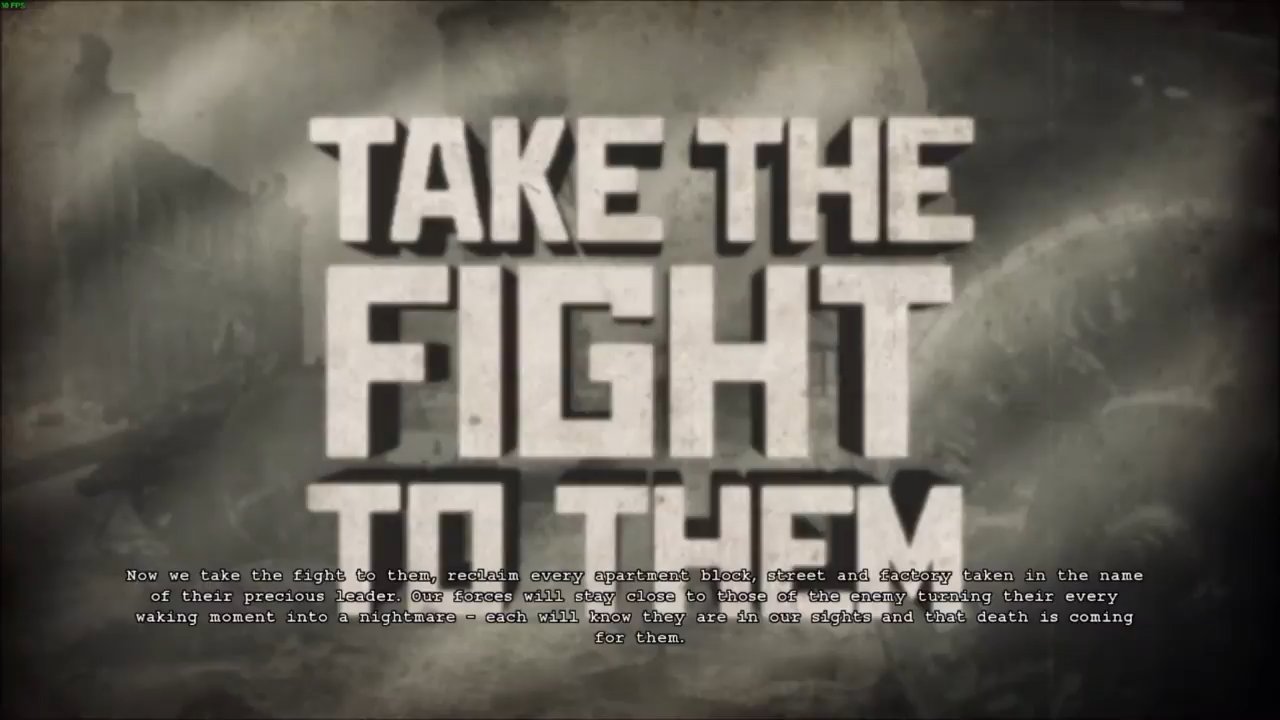 30 FPS
TAKE THE
FIGHT
TO THEM
Now we take the fight to them, reclaim every apartment block, street and factory taken in the name
of their precious leader. Our forces will stay close to those of the enemy turning their every
waking moment into a nightmare - each will know they are in our sights and that death is coming
for them.